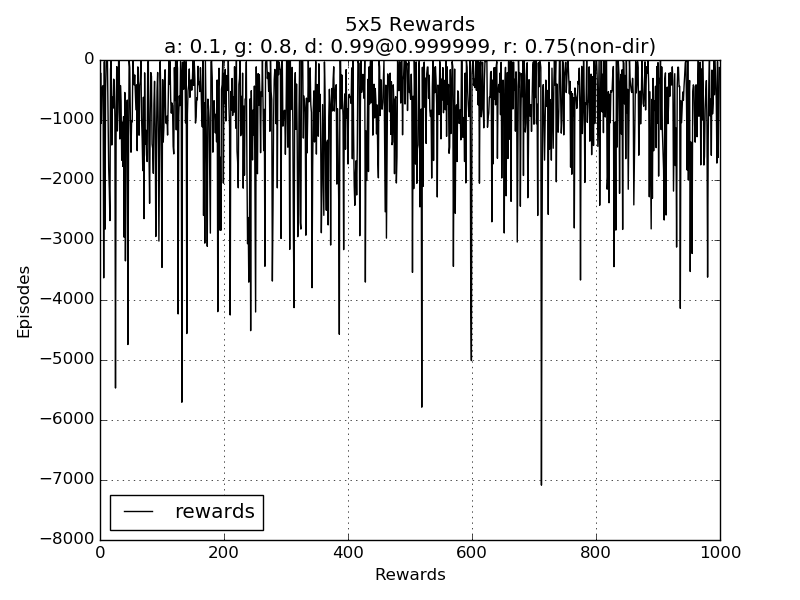 5x5 Rewards
a: 0.1, g: 0.8, d: 0.99@0.999999, r: 0.75(non-dir)
0
−1000
−2000
−3000
−4000
−5000
−6000
−7000
−8000
Episodes
rewards
0 200 400 600 800 1000
Rewards